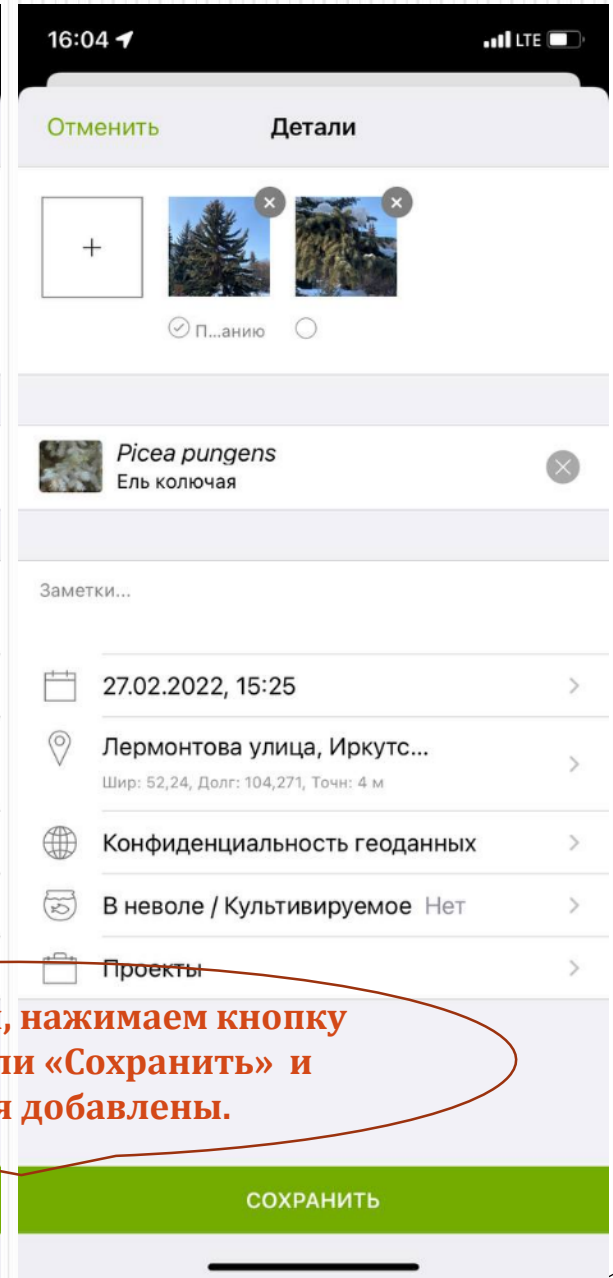 16:04
LTE
Отменить
Детали
+
П...анию
Picea pungens
Ель колючая
Заметки...
27.02.2022, 15:25
Лермонтова улица, Иркутс...
Шир: 52,24, Долг: 104,271, Точн: 4 м
Конфиденциальность геоданных
В неволе / Культивируемое Нет
Проекты
, нажимаем кнопку
«Сохранить» и
добавлены.
СОХРАНИТЬ